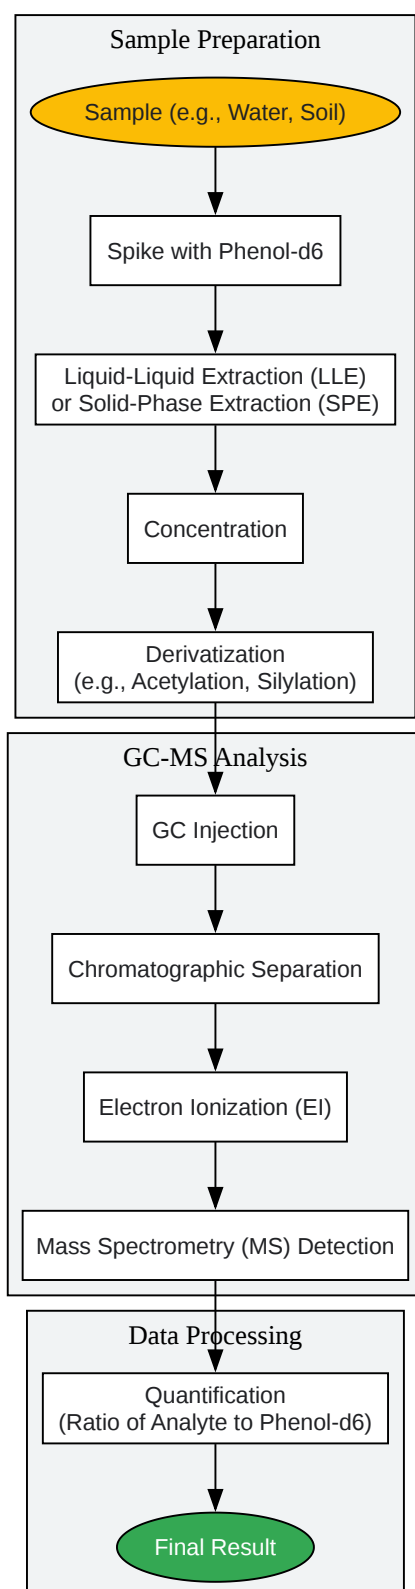 Sample Preparation
Sample (e.g., Water, Soil)
Spike with Phenol-d6
Liquid-Liquid Extraction (LLE)
or Solid-Phase Extraction (SPE)
Concentration
Derivatization
(e.g., Acetylation, Silylation)
GC-MS Analysis
GC Injection
Chromatographic Separation
Electron Ionization (EI)
Mass Spectrometry (MS) Detection
Data Processing
Quantification
(Ratio of Analyte to Phenol-d6)
Final Result